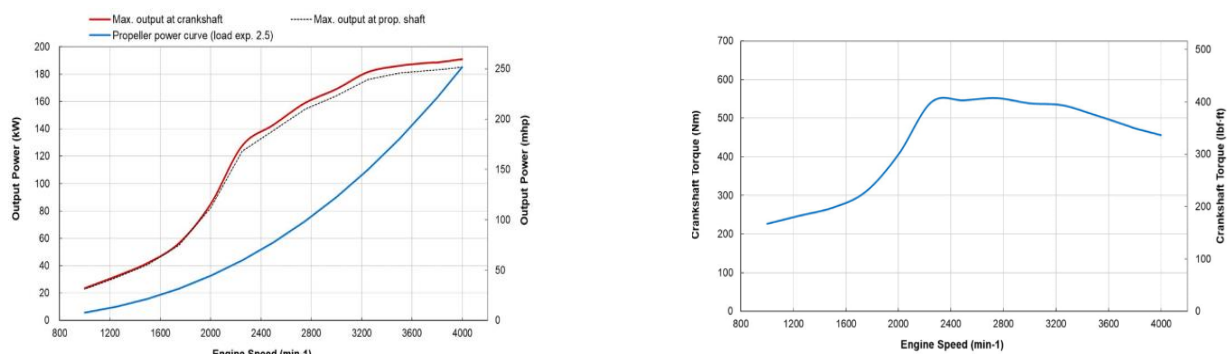 Max. output at crankshaft
Max. output at prop. shaft
Propeller power curve (load exp. 2.5)
Output Power (kW)
200
180
160
140
120
100
80
60
40
20
0
250
200
150
100
50
0
Output Power (mhp)
800 1200 1600 2000 2400 2800 3200 3600 4000
Engine Speed (min-1)
Crankshaft Torque (Nm)
700
600
500
400
300
200
100
0
500
400
300
200
100
0
Crankshaft Torque (lbf-ft)
800 1200 1600 2000 2400 2800 3200 3600 4000
Engine Speed (min-1)